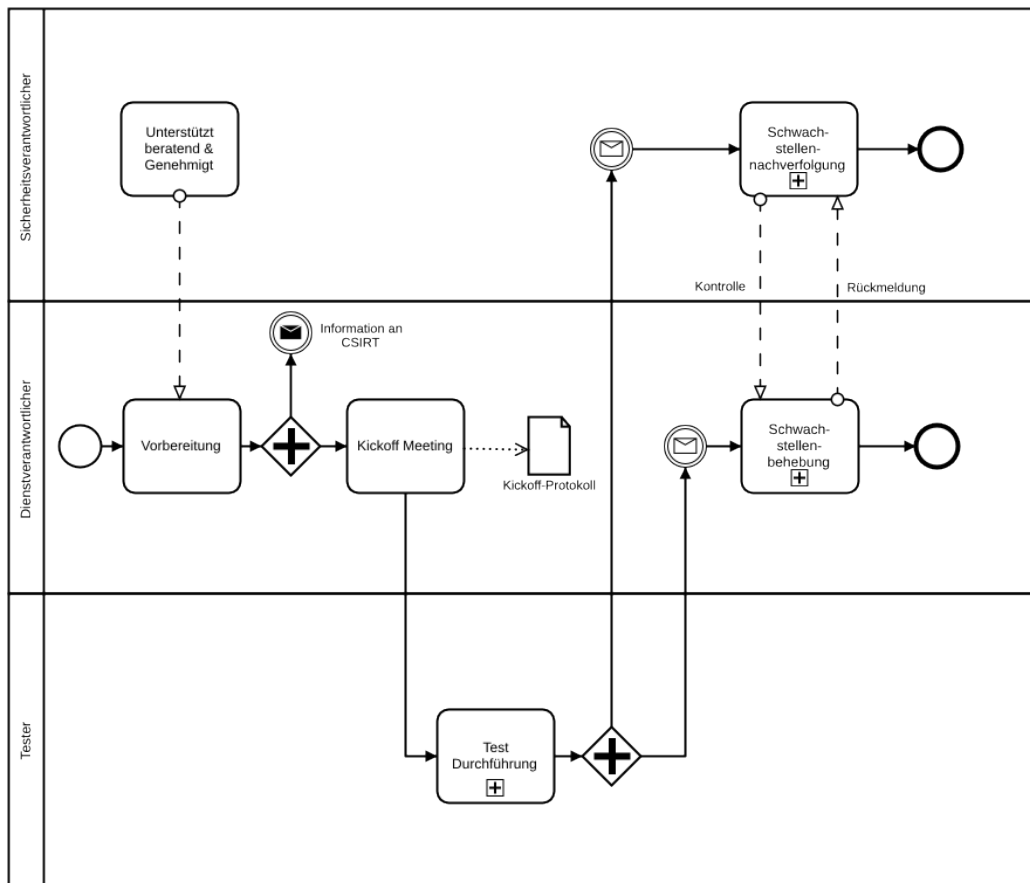 Sicherheitsverantwortlicher
Unterstützt
beratend &
Genehmigt
Schwach-
stellen-
nachverfolgung
Kontrolle
Rückmeldung
Dienstverantwortlicher
Information an
CSIRT
Vorbereitung
Kickoff Meeting
Kickoff-Protokoll
Schwach-
stellen-
behebung
Tester
Test
Durchführung